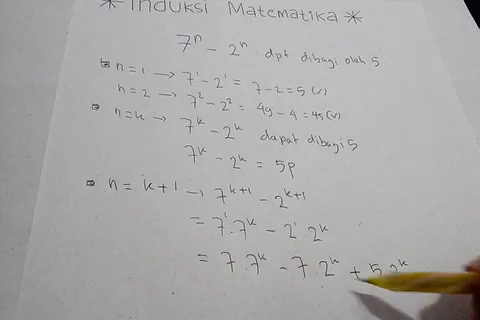 * Induksi Matematika *
7ⁿ - 2ⁿ dpt dibagi oleh 5
n = 1 → 7¹ - 2¹ = 7 - 2 = 5 (v)
n = 2 → 7² - 2² = 49 - 4 = 45 (v)
n = k → 7ᵏ - 2ᵏ dapat dibagi 5
7ᵏ - 2ᵏ = 5p
n = k + 1 → 7ᵏ⁺¹ - 2ᵏ⁺¹
= 7¹.7ᵏ - 2¹.2ᵏ
= 7.7ᵏ - 7.2ᵏ + 5.2ᵏ